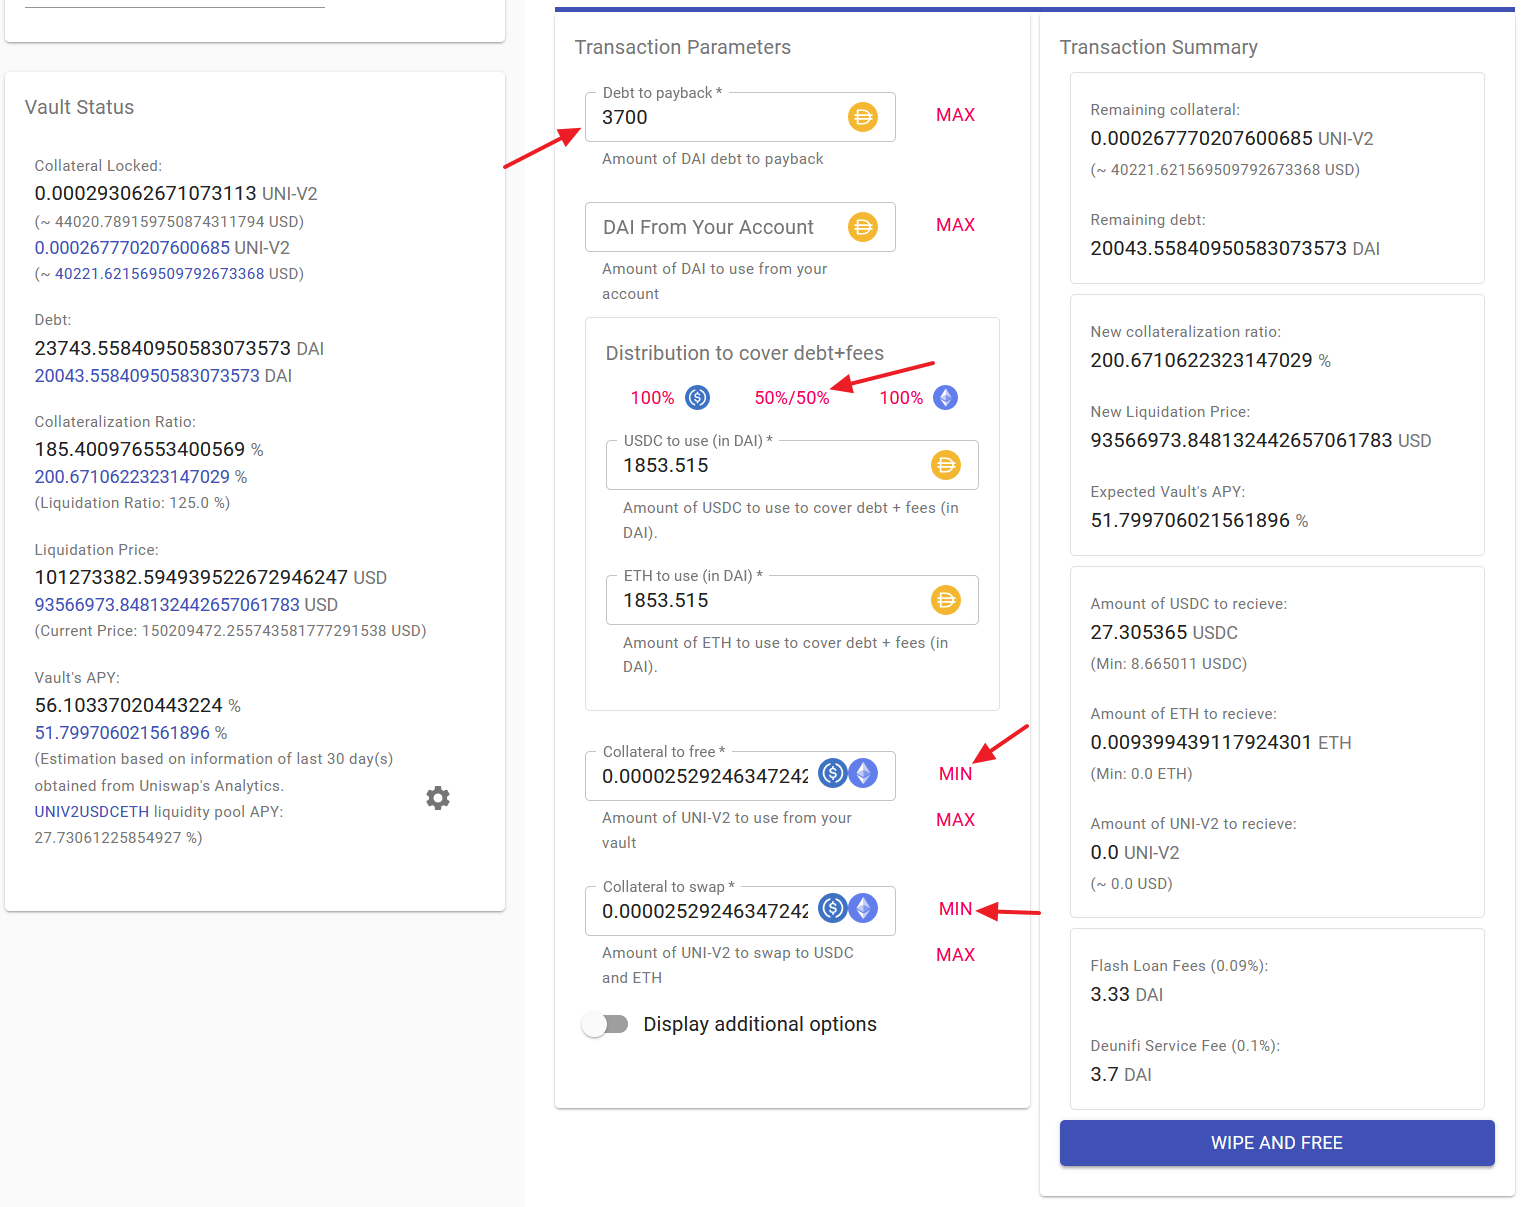 Vault Status
Collateral Locked:
0.000293062671073113 UNI-V2
(~ 44020.789159750874311794 USD)
0.000267770207600685 UNI-V2
(~ 40221.621569509792673368 USD)
Debt:
23743.55840950583073573 DAI
20043.55840950583073573 DAI
Collateralization Ratio:
185.400976553400569 %
200.6710622323147029 %
(Liquidation Ratio: 125.0 %)
Liquidation Price:
101273382.594939522672946247 USD
93566973.848132442657061783 USD
(Current Price: 150209472.255743581777291538 USD)
Vault's APY:
56.10337020443224 %
51.799706021561896 %
(Estimation based on information of last 30 day(s)
obtained from Uniswap's Analytics.
UNIV2USDCETH liquidity pool APY:
27.73061225854927 %)
Transaction Parameters
Debt to payback *
3700
MAX
Amount of DAI debt to payback
DAI From Your Account
MAX
Amount of DAI to use from your
account
Distribution to cover debt+fees
100% 50%/50% 100%
USDC to use (in DAI) *
1853.515
Amount of USDC to use to cover debt + fees (in
DAI).
ETH to use (in DAI) *
1853.515
Amount of ETH to use to cover debt + fees (in
DAI).
Collateral to free *
0.00002529246347242
MIN
Amount of UNI-V2 to use from your
vault
MAX
Collateral to swap *
0.00002529246347242
MIN
Amount of UNI-V2 to swap to USDC
and ETH
MAX
Display additional options
Transaction Summary
Remaining collateral:
0.000267770207600685 UNI-V2
(~ 40221.621569509792673368 USD)
Remaining debt:
20043.55840950583073573 DAI
New collateralization ratio:
200.6710622323147029 %
New Liquidation Price:
93566973.848132442657061783 USD
Expected Vault's APY:
51.799706021561896 %
Amount of USDC to recieve:
27.305365 USDC
(Min: 8.665011 USDC)
Amount of ETH to recieve:
0.009399439117924301 ETH
(Min: 0.0 ETH)
Amount of UNI-V2 to recieve:
0.0 UNI-V2
(~ 0.0 USD)
Flash Loan Fees (0.09%):
3.33 DAI
Deunifi Service Fee (0.1%):
3.7 DAI
WIPE AND FREE